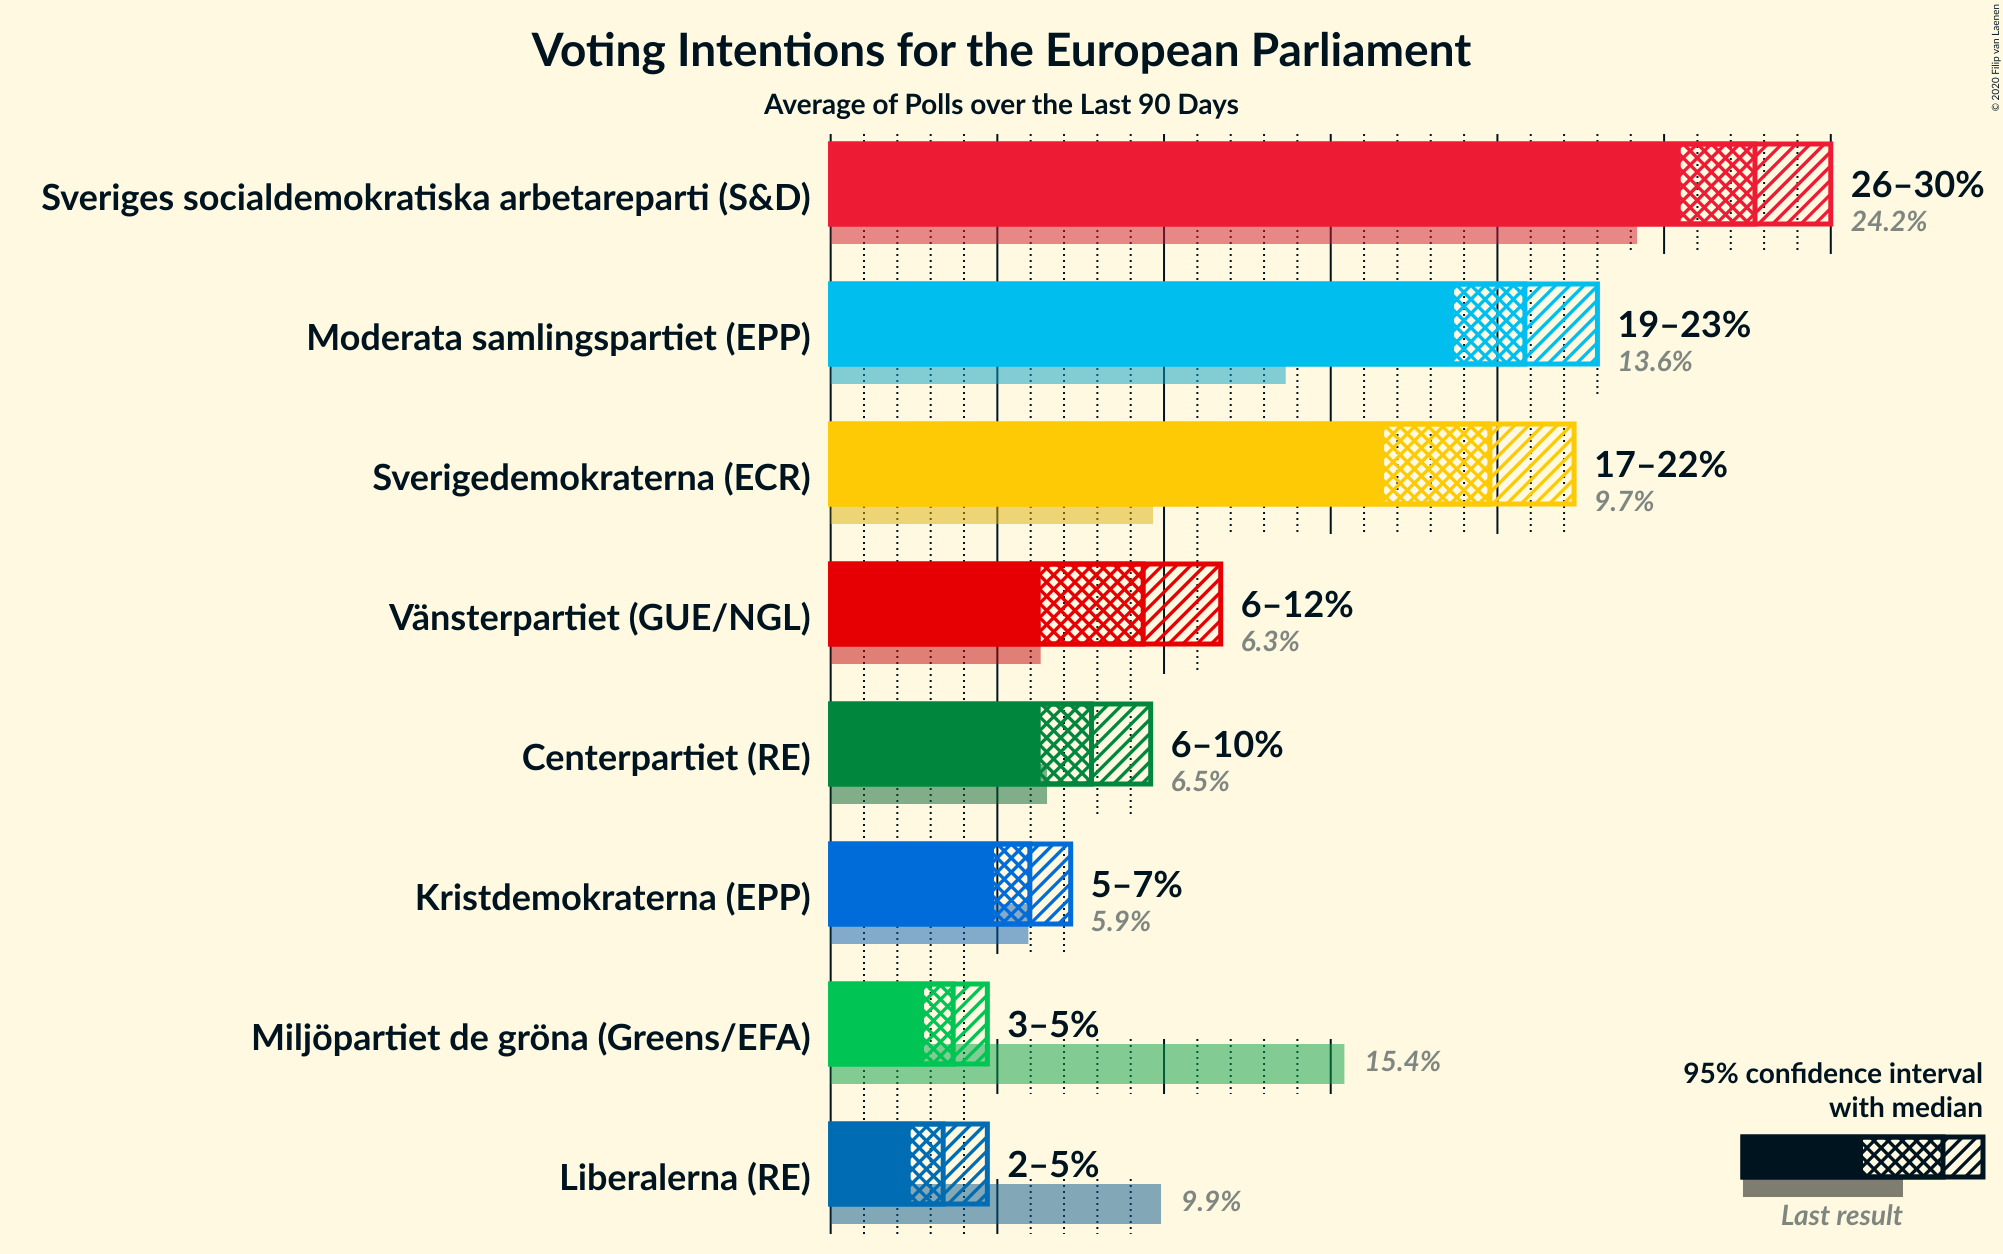 Voting Intentions for the European Parliament
Average of Polls over the Last 90 Days
© 2020 Filip van Laenen
Sveriges socialdemokratiska arbetareparti (S&D)
26–30%
24.2%
Moderata samlingspartiet (EPP)
19–23%
13.6%
Sverigedemokraterna (ECR)
17–22%
9.7%
Vänsterpartiet (GUE/NGL)
6–12%
6.3%
Centerpartiet (RE)
6–10%
6.5%
Kristdemokraterna (EPP)
5–7%
5.9%
Miljöpartiet de gröna (Greens/EFA)
3–5%
15.4%
Liberalerna (RE)
2–5%
9.9%
95% confidence interval
with median
Last result